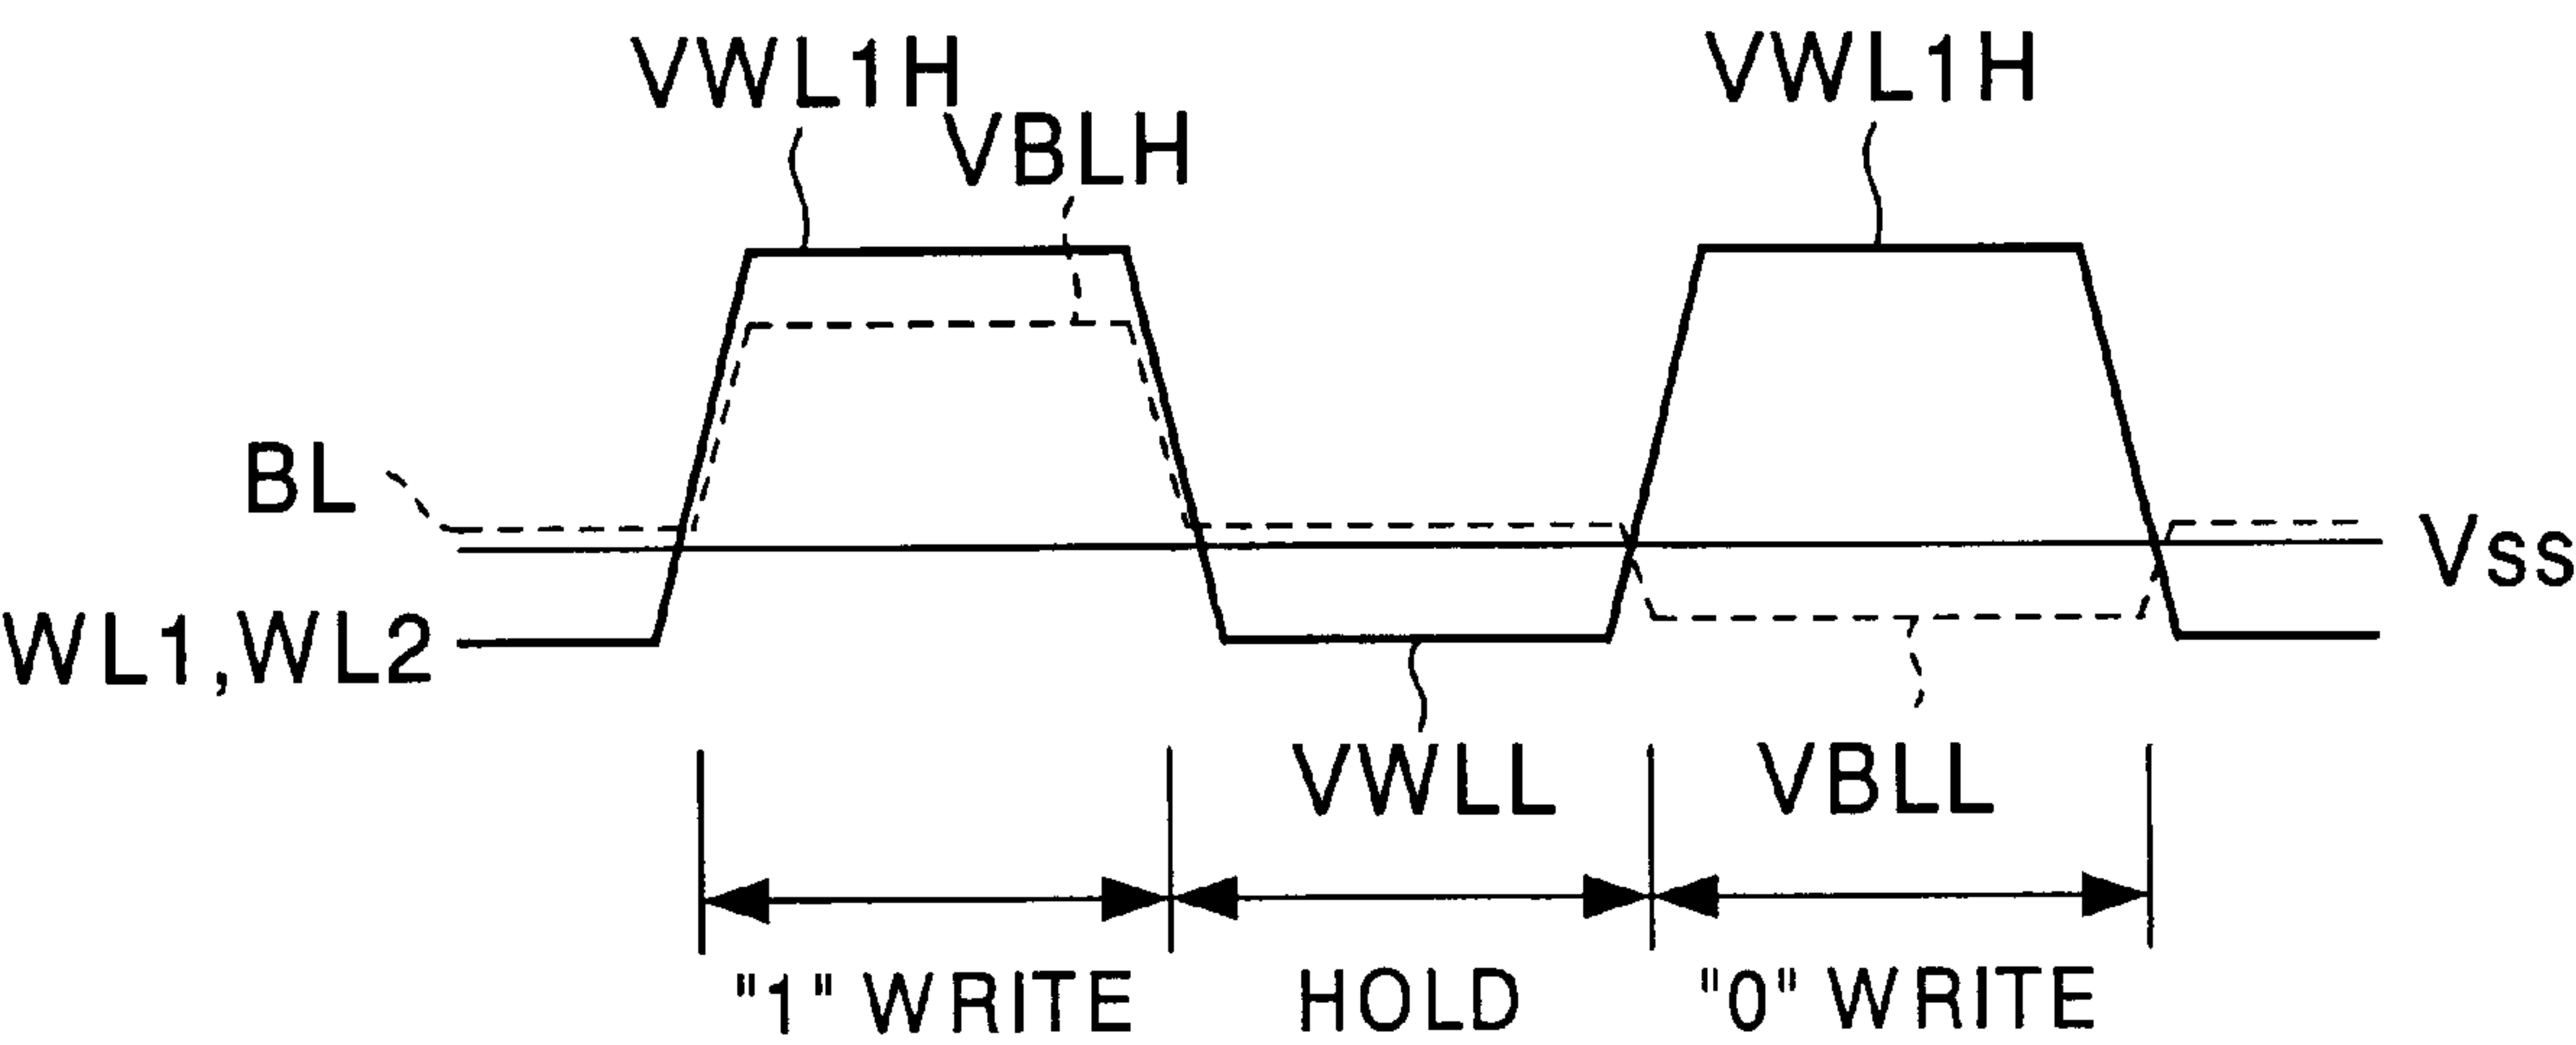 VWL1H
VWL1H
VBLH
BL
Vss
WL1,WL2
VWLL
VBLL
"1" WRITE
HOLD
"0" WRITE